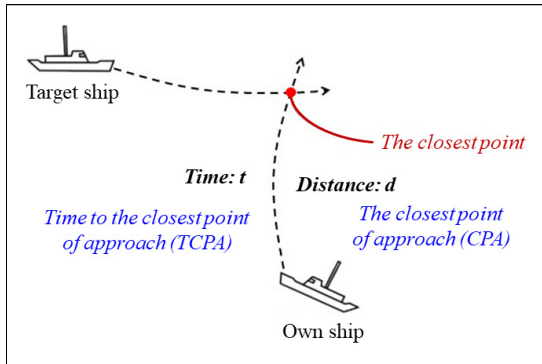 Target ship
The closest point
Time: t
Distance: d
Time to the closest point
of approach (TCPA)
The closest point
of approach (CPA)
Own ship